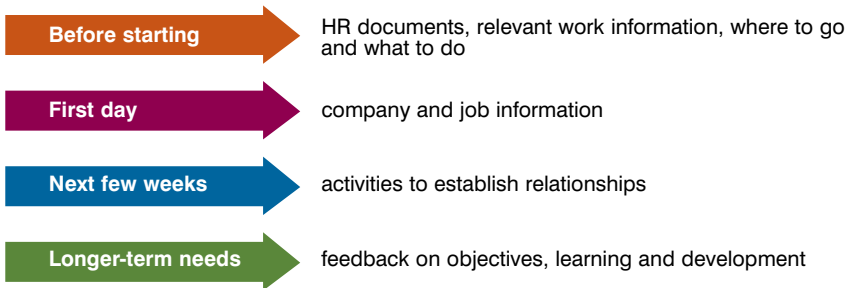 Before starting
HR documents, relevant work information, where to go
and what to do
First day
company and job information
Next few weeks
activities to establish relationships
Longer-term needs
feedback on objectives, learning and development